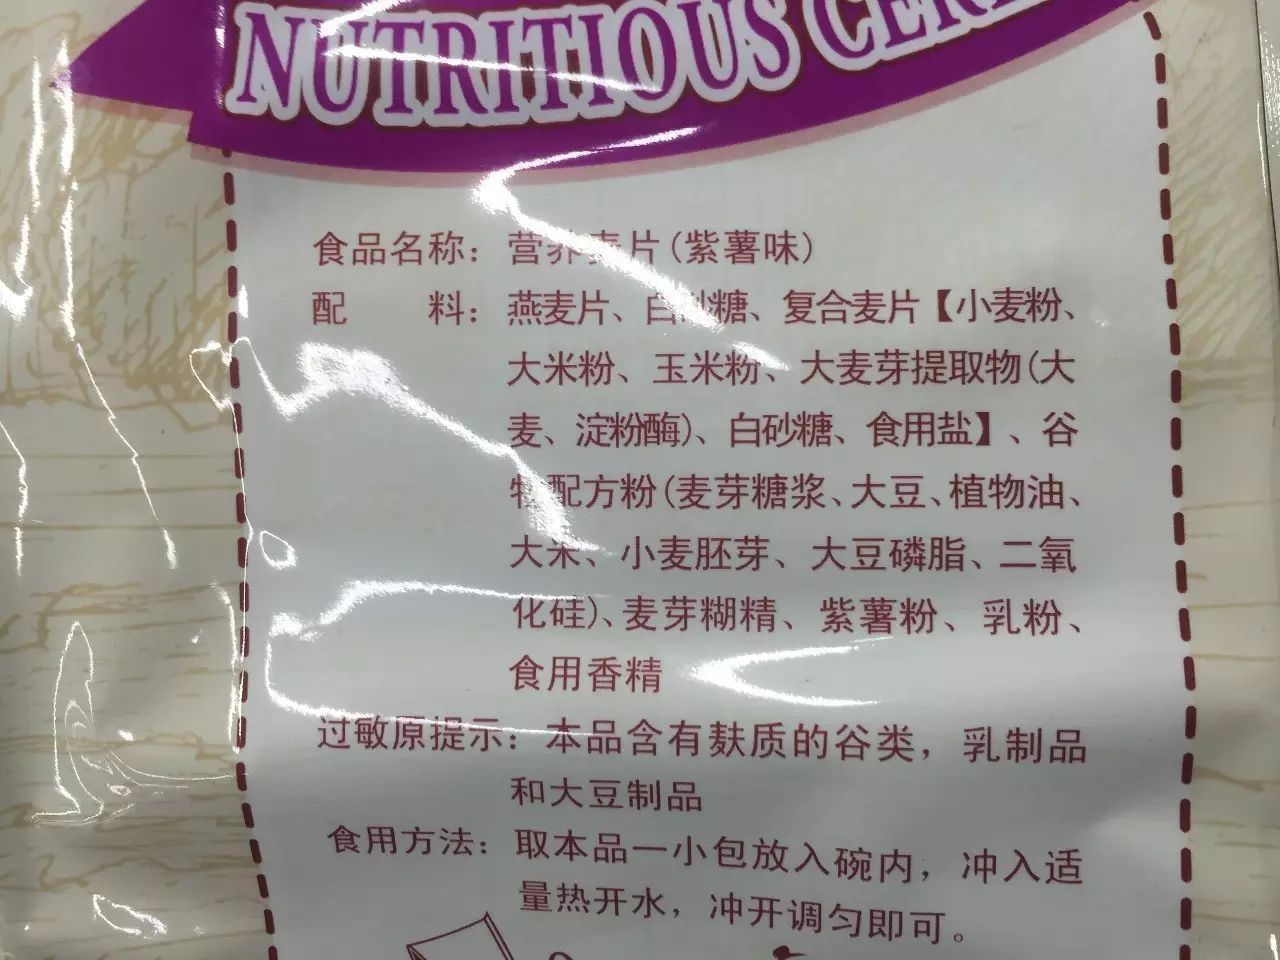 NUTRITIOUS
食品名称：营养麦片(紫薯味)
配　　料：燕麦片、白砂糖、复合麦片【小麦粉、
大米粉、玉米粉、大麦芽提取物(大
麦、淀粉酶)、白砂糖、食用盐】、谷
物配方粉(麦芽糖浆、大豆、植物油、
大米、小麦胚芽、大豆磷脂、二氧
化硅)、麦芽糊精、紫薯粉、乳粉、
食用香精
过敏原提示：本品含有麸质的谷类，乳制品
和大豆制品
食用方法：取本品一小包放入碗内，冲入适
量热开水，冲开调匀即可。